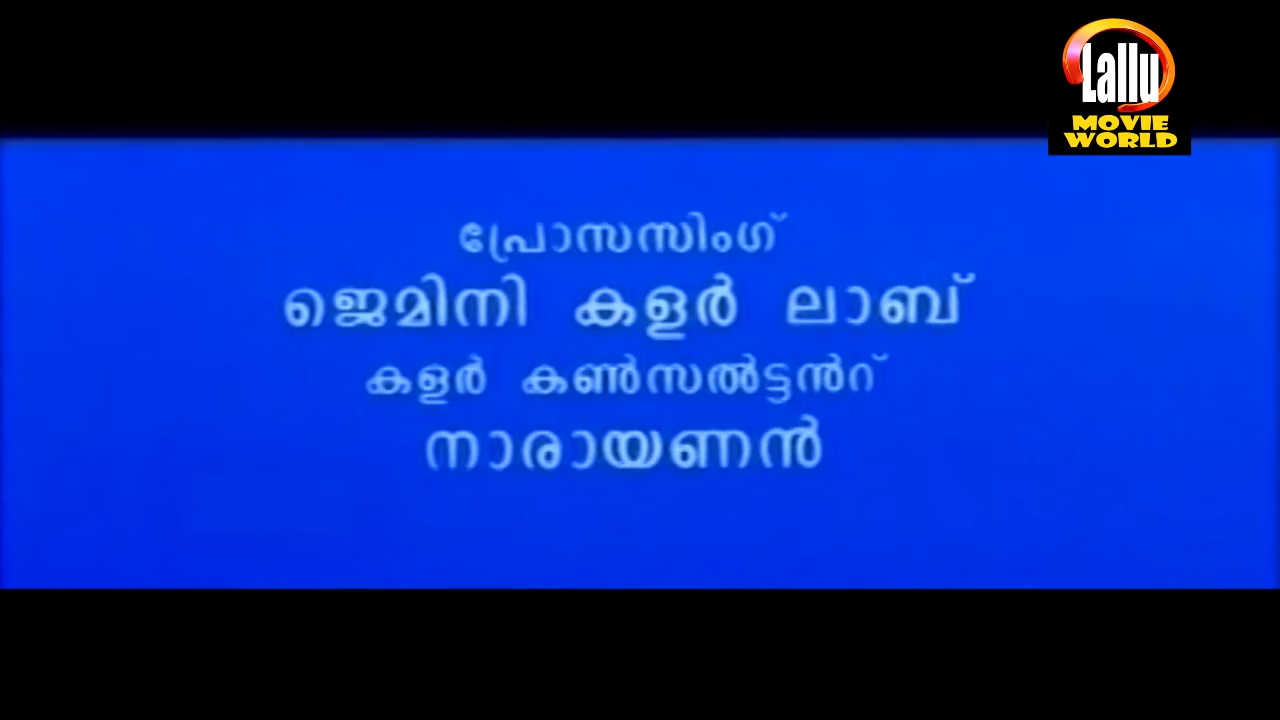 Lallu
MOVIE
WORLD
പ്രോസസിംഗ്
ജെമിനി കളർ ലാബ്
കളർ കൺസൽട്ടൻറ്
നാരായണൻ